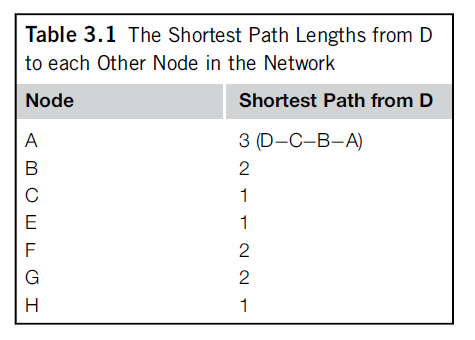 Table 3.1 The Shortest Path Lengths from D
to each Other Node in the Network
Node Shortest Path from D
A 3 (D–C–B–A)
B 2
C 1
E 1
F 2
G 2
H 1